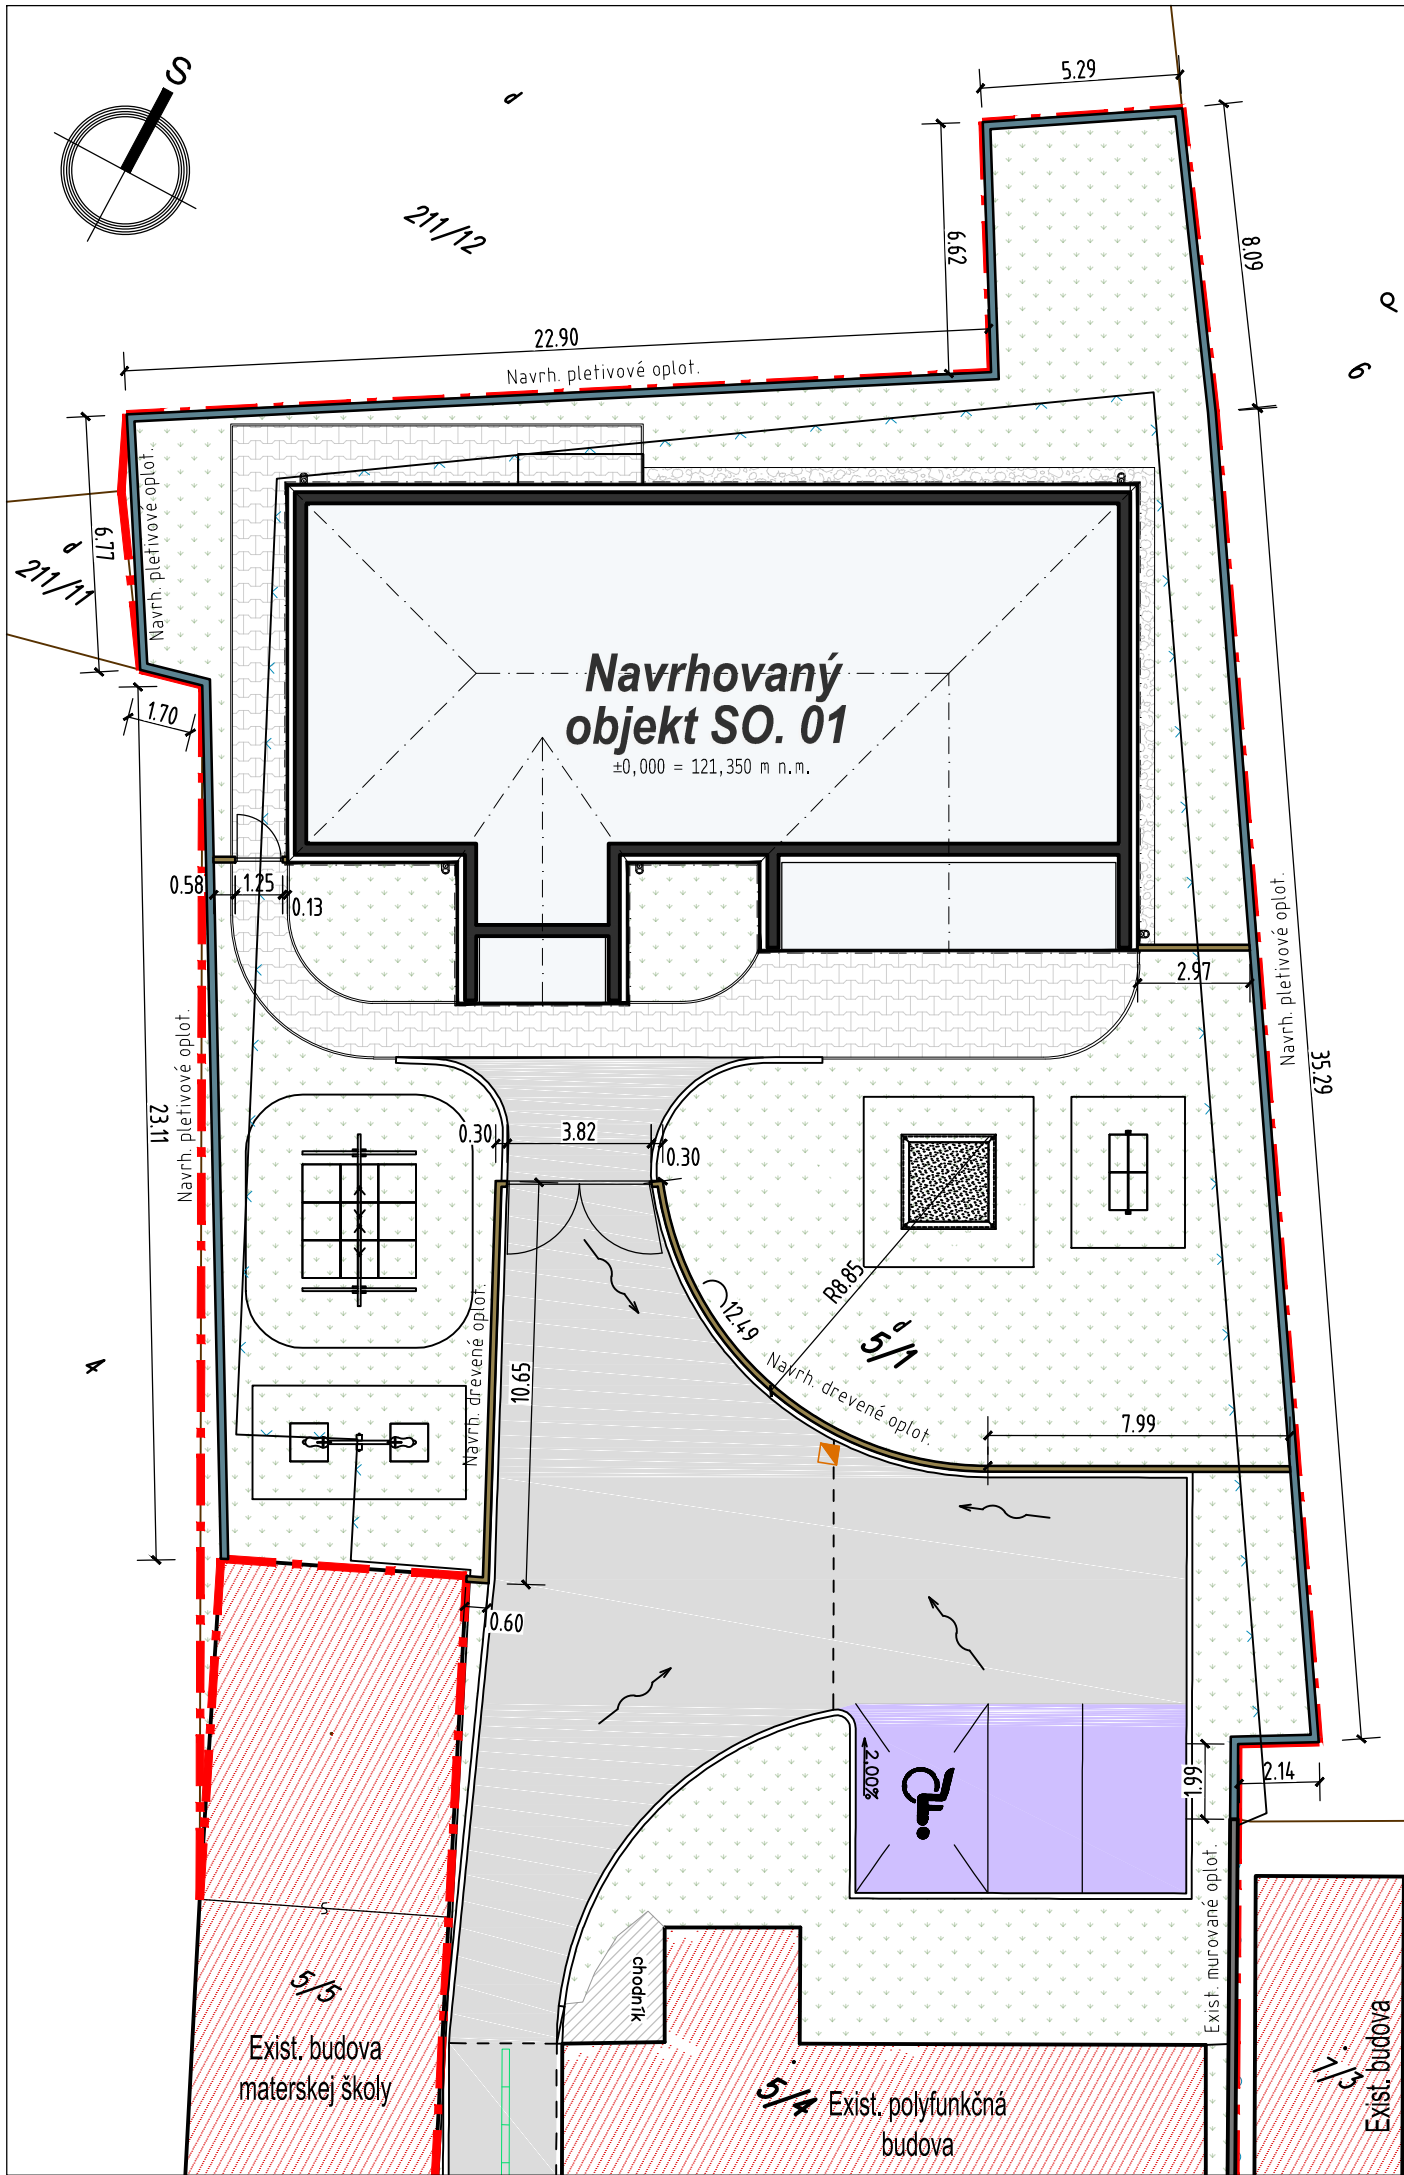 S
d
5.29
211/12
6.62
8.09
d
22.90
Navrh. pletivové oplot.
9
Navrh. pletivové oplot.
6.77
d
211/11
Navrhovaný
objekt SO. 01
±0,000 = 121,350 m n.m.
1.70
0.58
1.25
0.13
2.97
Navrh. pletivové oplot.
Navrh. pletivové oplot.
35.29
23.11
0.30
3.82
0.30
R8.85
12.49
d
5/1
4
10.65
Navrh. drevené oplot.
Navrh. drevené oplot.
7.99
0.60
2.00%
1.99
2.14
Exist. murované oplot.
s
chodník
5/5
Exist. budova
materskej školy
5/4
Exist. polyfunkčná
budova
7/3
Exist. budova